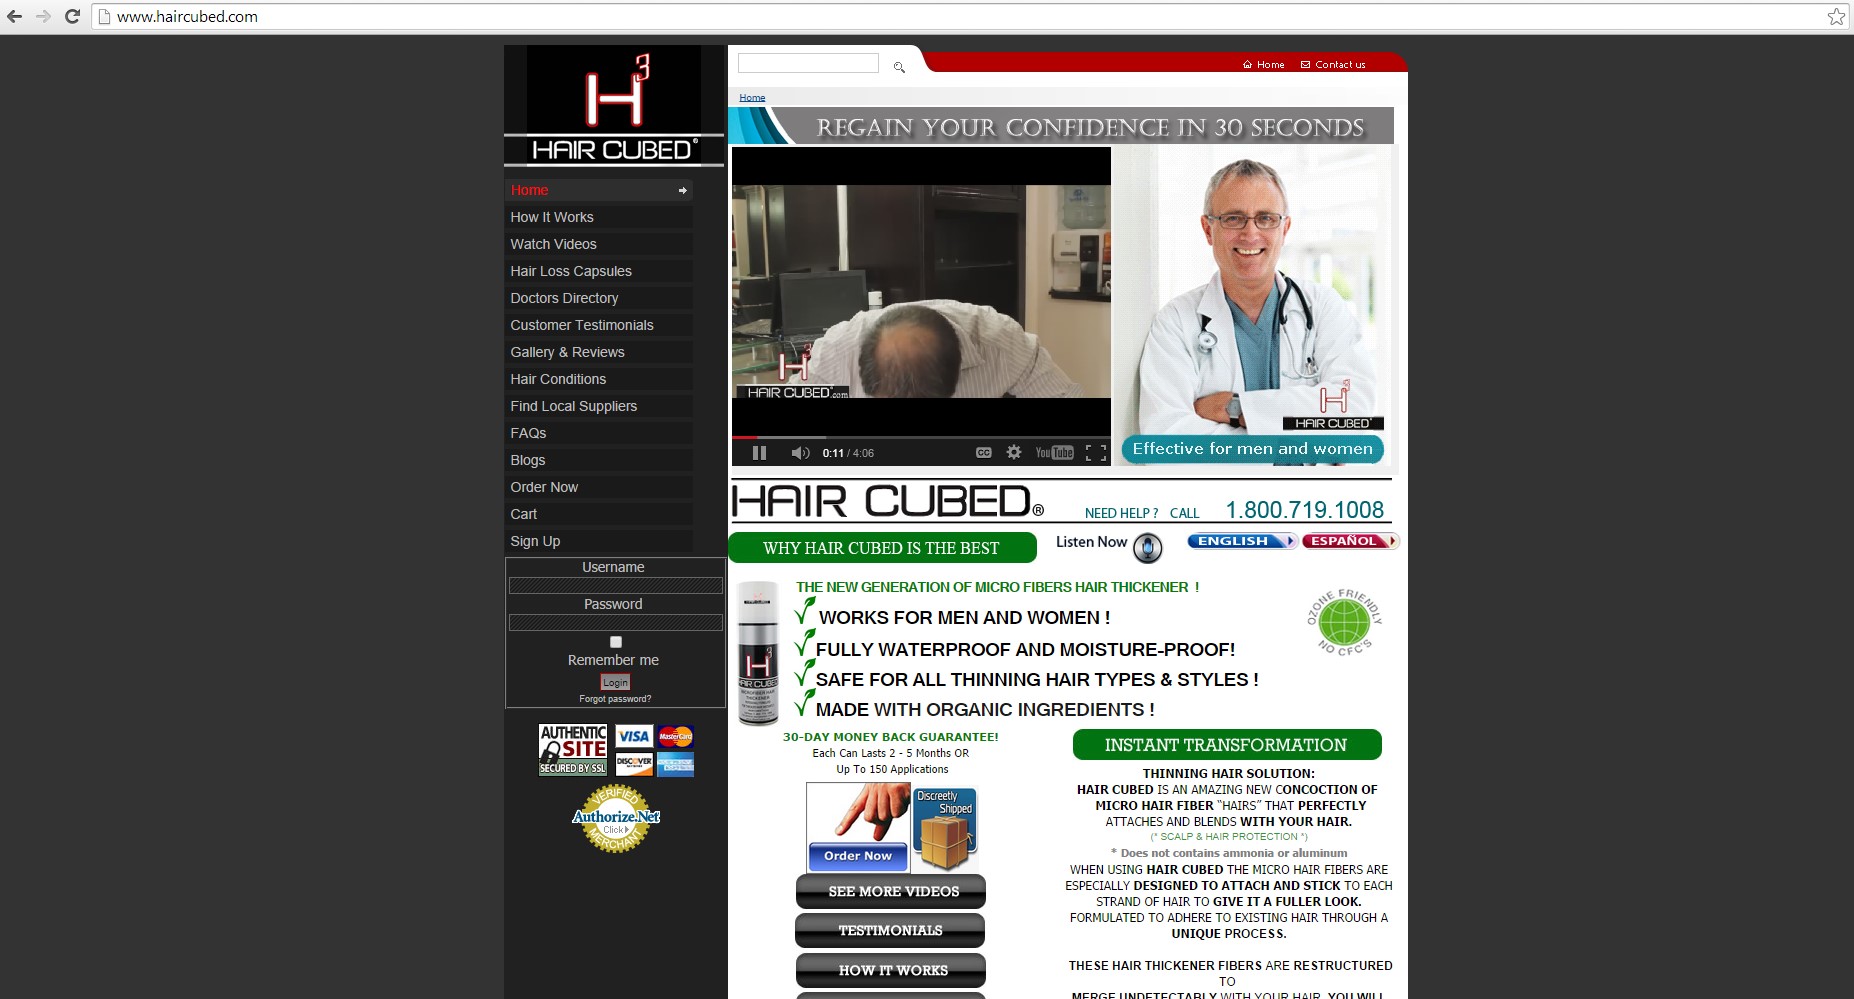 www.haircubed.com
H3
HAIR CUBED®
Home
How It Works
Watch Videos
Hair Loss Capsules
Doctors Directory
Customer Testimonials
Gallery & Reviews
Hair Conditions
Find Local Suppliers
FAQs
Blogs
Order Now
Cart
Sign Up
Username
Password
Remember me
Login
Forgot password?
AUTHENTIC
SITE
SECURED BY SSL
VISA
MasterCard
DISCOVER
VERIFIED
Authorize.Net
Click
MERCHANT
Home
Contact us
Home
REGAIN YOUR CONFIDENCE IN 30 SECONDS
H3
HAIR CUBED.com
0:11 / 4:06
CC
YouTube
H3
HAIR CUBED
Effective for men and women
HAIR CUBED®
NEED HELP ? CALL 1.800.719.1008
WHY HAIR CUBED IS THE BEST
Listen Now
ENGLISH
ESPAÑOL
THE NEW GENERATION OF MICRO FIBERS HAIR THICKENER !
WORKS FOR MEN AND WOMEN !
FULLY WATERPROOF AND MOISTURE-PROOF!
SAFE FOR ALL THINNING HAIR TYPES & STYLES !
MADE WITH ORGANIC INGREDIENTS !
H3
HAIR CUBED
OZONE FRIENDLY
NO CFC'S
30-DAY MONEY BACK GUARANTEE!
Each Can Lasts 2 - 5 Months OR
Up To 150 Applications
Order Now
Discreetly
Shipped
SEE MORE VIDEOS
TESTIMONIALS
HOW IT WORKS
INSTANT TRANSFORMATION
THINNING HAIR SOLUTION:
HAIR CUBED IS AN AMAZING NEW CONCOCTION OF
MICRO HAIR FIBER "HAIRS" THAT PERFECTLY
ATTACHES AND BLENDS WITH YOUR HAIR.
(* SCALP & HAIR PROTECTION *)
* Does not contains ammonia or aluminum
WHEN USING HAIR CUBED THE MICRO HAIR FIBERS ARE
ESPECIALLY DESIGNED TO ATTACH AND STICK TO EACH
STRAND OF HAIR TO GIVE IT A FULLER LOOK.
FORMULATED TO ADHERE TO EXISTING HAIR THROUGH A
UNIQUE PROCESS.
THESE HAIR THICKENER FIBERS ARE RESTRUCTURED
TO
MERGE UNDETECTABLY WITH YOUR HAIR. YOU WILL